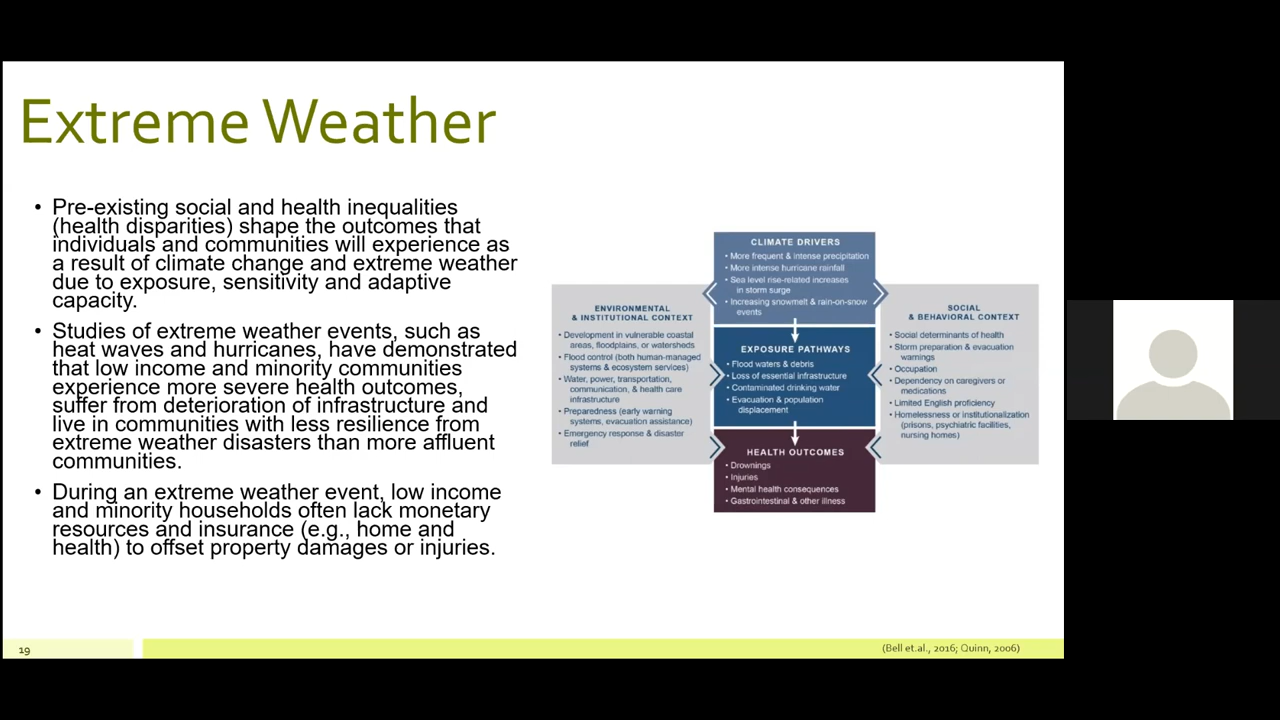 Extreme Weather
• Pre-existing social and health inequalities
(health disparities) shape the outcomes that
individuals and communities will experience as
a result of climate change and extreme weather
due to exposure, sensitivity and adaptive
capacity.
• Studies of extreme weather events, such as
heat waves and hurricanes, have demonstrated
that low income and minority communities
experience more severe health outcomes,
suffer from deterioration of infrastructure and
live in communities with less resilience from
extreme weather disasters than more affluent
communities.
• During an extreme weather event, low income
and minority households often lack monetary
resources and insurance (e.g., home and
health) to offset property damages or injuries.
ENVIRONMENTAL
& INSTITUTIONAL CONTEXT
• Development in vulnerable coastal
areas, floodplains, or watersheds
• Flood control (both human-managed
systems & ecosystem services)
• Water, power, transportation,
communication, & health care
infrastructure
• Preparedness (early warning
systems, evacuation assistance)
• Emergency response & disaster
relief
CLIMATE DRIVERS
• More frequent & intense precipitation
• More intense hurricane rainfall
• Sea level rise-related increases
in storm surge
• Increasing snowmelt & rain-on-snow
events
EXPOSURE PATHWAYS
• Flood waters & debris
• Loss of essential infrastructure
• Contaminated drinking water
• Evacuation & population
displacement
HEALTH OUTCOMES
• Drownings
• Injuries
• Mental health consequences
• Gastrointestinal & other illness
SOCIAL
& BEHAVIORAL CONTEXT
• Social determinants of health
• Storm preparation & evacuation
warnings
• Occupation
• Dependency on caregivers or
medications
• Limited English proficiency
• Homelessness or institutionalization
(prisons, psychiatric facilities,
nursing homes)
19
(Bell et.al., 2016; Quinn, 2006)